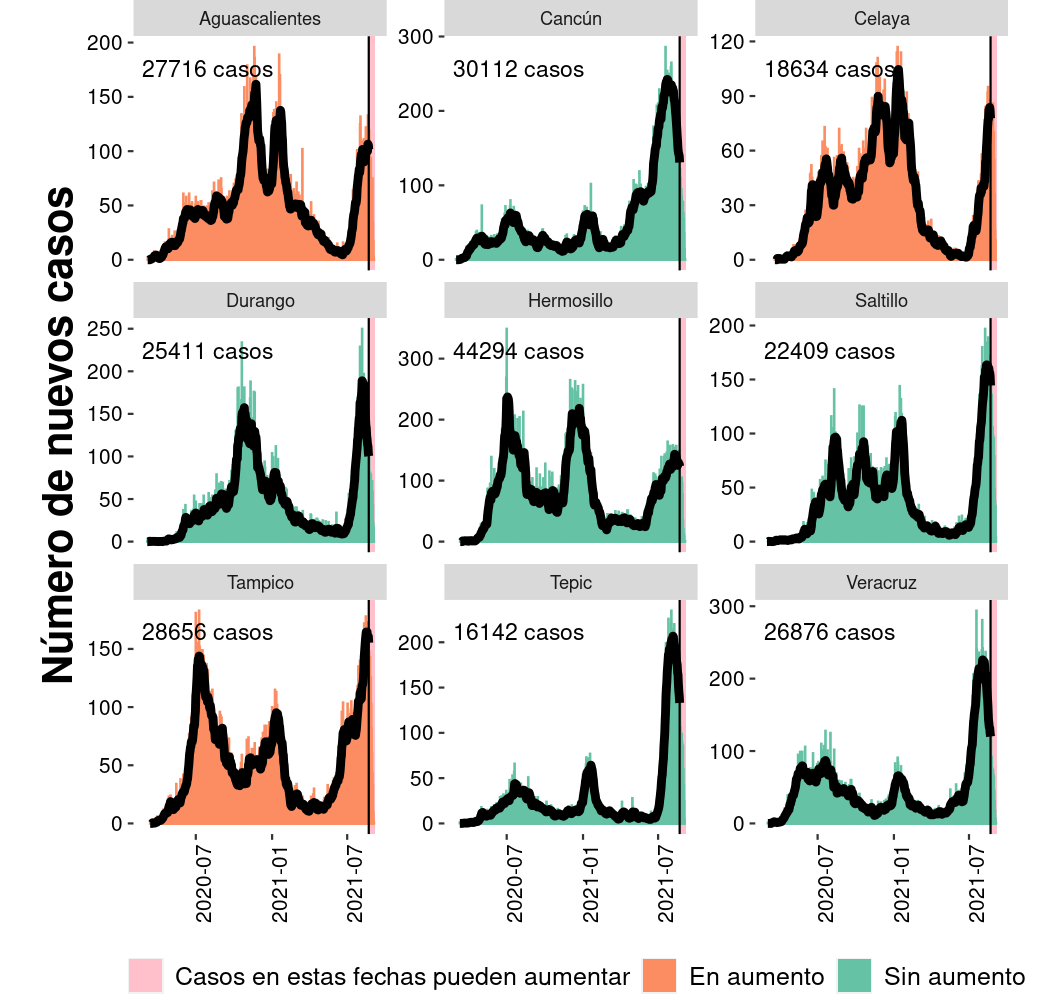 Número de nuevos casos
Aguascalientes
200
150
100
50
0
27716 casos
Cancún
300
200
100
0
30112 casos
Celaya
120
90
60
30
0
18634 casos
Durango
250
200
150
100
50
0
25411 casos
Hermosillo
300
200
100
0
44294 casos
Saltillo
200
150
100
50
0
22409 casos
Tampico
150
100
50
0
28656 casos
2020-07
2021-01
2021-07
Tepic
200
150
100
50
0
16142 casos
2020-07
2021-01
2021-07
Veracruz
300
200
100
0
26876 casos
2020-07
2021-01
2021-07
Casos en estas fechas pueden aumentar
En aumento
Sin aumento